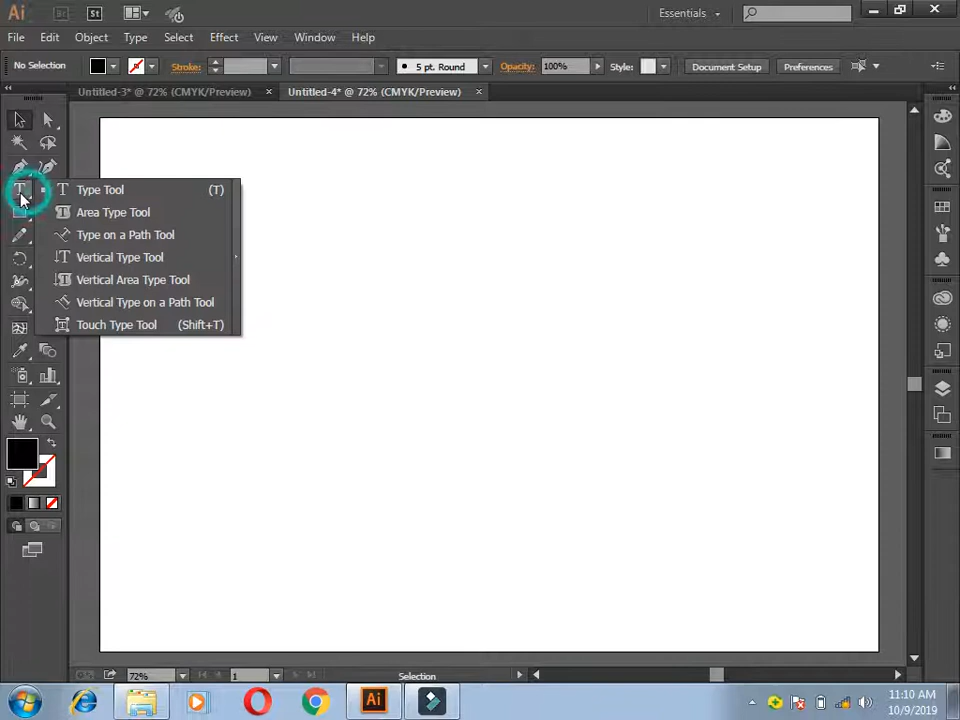 Ai Br St Essentials
File Edit Object Type Select Effect View Window Help
No Selection Stroke: 5 pt. Round Opacity: 100% Style: Document Setup Preferences
Untitled-3* @ 72% (CMYK/Preview) × Untitled-4* @ 72% (CMYK/Preview) ×
T Type Tool (T)
Area Type Tool
Type on a Path Tool
Vertical Type Tool
Vertical Area Type Tool
Vertical Type on a Path Tool
Touch Type Tool (Shift+T)
72% 1 Selection
Ai 11:10 AM
10/9/2019